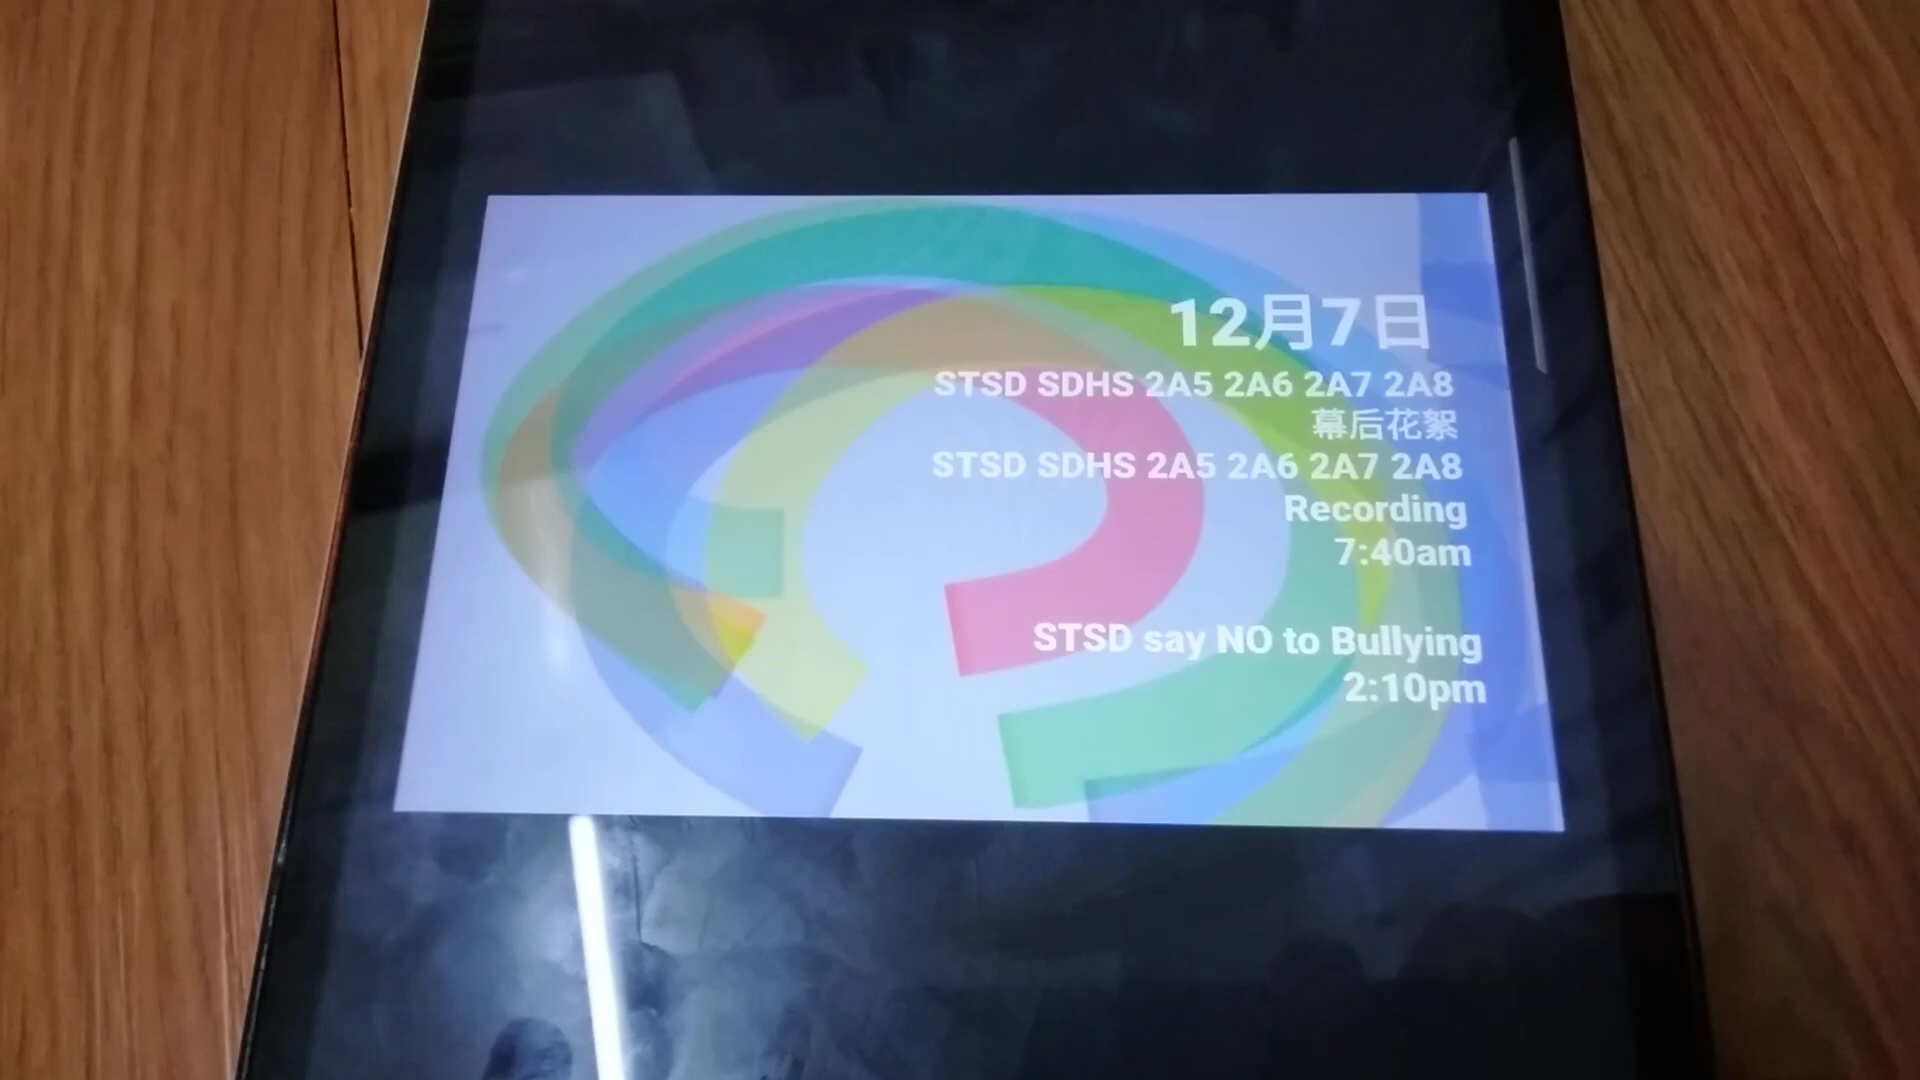 12月7日
STSD SDHS 2A5 2A6 2A7 2A8
幕后花絮
STSD SDHS 2A5 2A6 2A7 2A8
Recording
7:40am
STSD say NO to Bullying
2:10pm